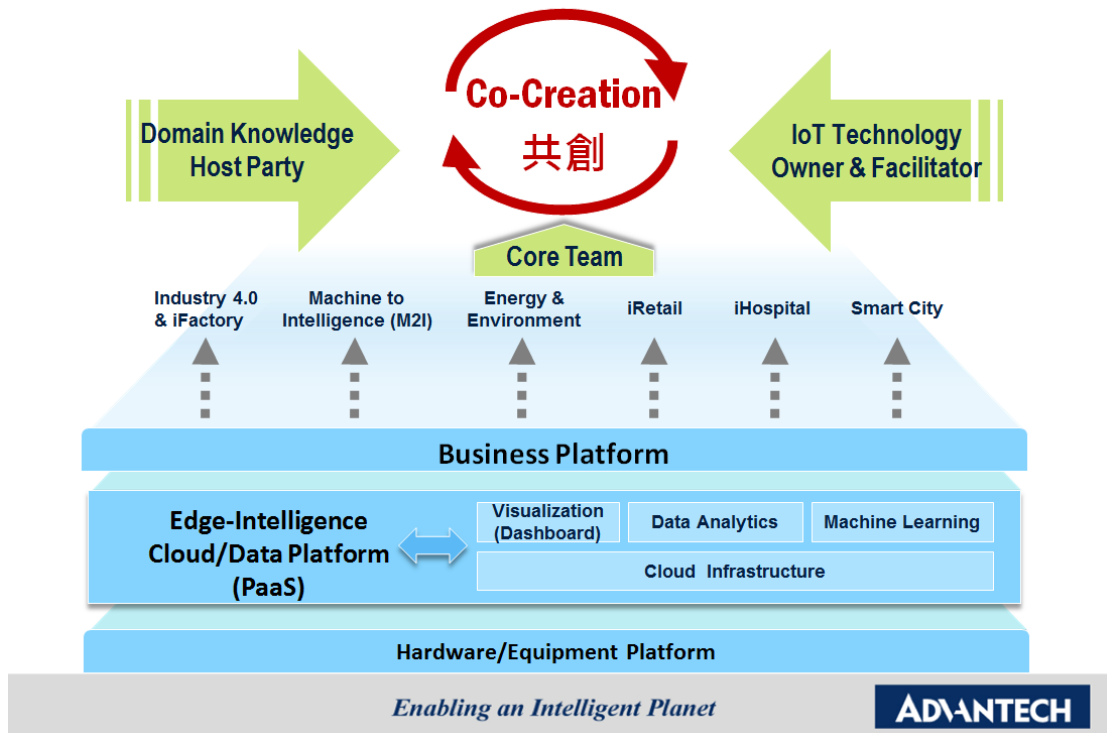 Co-Creation
共創
Domain Knowledge
Host Party
IoT Technology
Owner & Facilitator
Core Team
Industry 4.0
& iFactory
Machine to
Intelligence (M2I)
Energy &
Environment
iRetail
iHospital
Smart City
Business Platform
Edge-Intelligence
Cloud/Data Platform
(PaaS)
Visualization
(Dashboard)
Data Analytics
Machine Learning
Cloud Infrastructure
Hardware/Equipment Platform
Enabling an Intelligent Planet
ADVANTECH